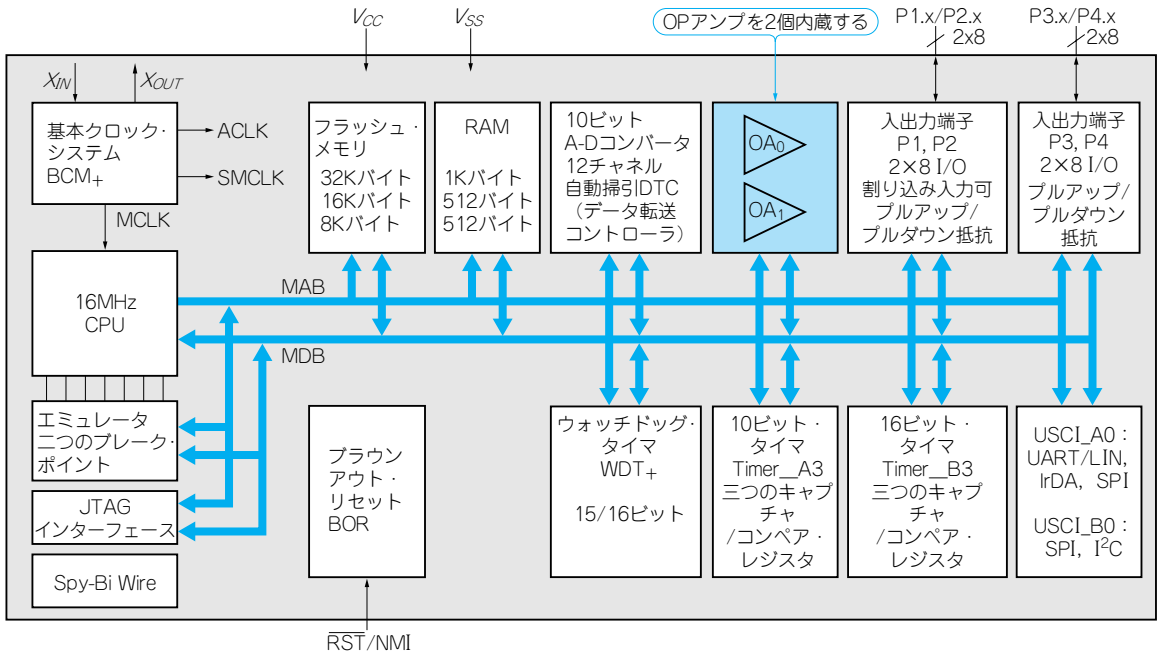 VCC
VSS
OPアンプを2個内蔵する
P1.x/P2.x
2x8
P3.x/P4.x
2x8
XIN
XOUT
基本クロック・
システム
BCM+
ACLK
SMCLK
MCLK
フラッシュ・
メモリ
32Kバイト
16Kバイト
8Kバイト
RAM
1Kバイト
512バイト
512バイト
10ビット
A-Dコンバータ
12チャネル
自動掃引DTC
（データ転送
コントローラ）
OA0
OA1
入出力端子
P1, P2
2×8 I/O
割り込み入力可
プルアップ/
プルダウン抵抗
入出力端子
P3, P4
2×8 I/O
プルアップ/
プルダウン
抵抗
16MHz
CPU
MAB
MDB
エミュレータ
二つのブレーク・
ポイント
JTAG
インターフェース
Spy-Bi Wire
ブラウン
アウト・
リセット
BOR
RST/NMI
ウォッチドッグ・
タイマ
WDT+
15/16ビット
10ビット・
タイマ
Timer__A3
三つのキャプ
チャ
/コンペア・
レジスタ
16ビット・
タイマ
Timer__B3
三つのキャプ
チャ
/コンペア・
レジスタ
USCI_A0：
UART/LIN,
IrDA, SPI
USCI_B0：
SPI, I²C